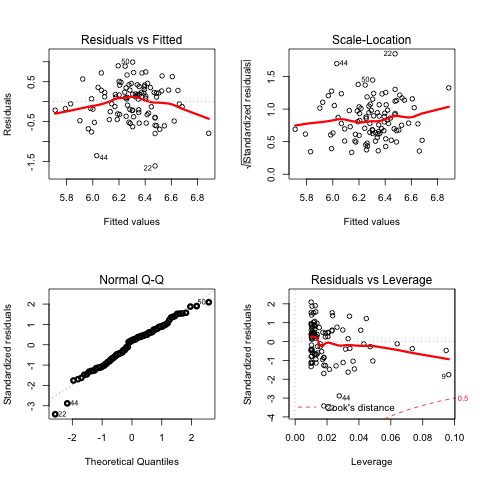 Residuals vs Fitted
Residuals
0.5
-0.5
-1.5
50
44
22
5.8 6.0 6.2 6.4 6.6 6.8
Fitted values
Scale-Location
√|Standardized residuals|
1.5
1.0
0.5
0.0
22
44
50
5.8 6.0 6.2 6.4 6.6 6.8
Fitted values
Normal Q-Q
Standardized residuals
2
1
0
-1
-2
-3
50
44
22
-2 -1 0 1 2
Theoretical Quantiles
Residuals vs Leverage
Standardized residuals
2
1
0
-1
-2
-3
-4
9
44
22
Cook's distance
0.5
0.00 0.02 0.04 0.06 0.08 0.10
Leverage